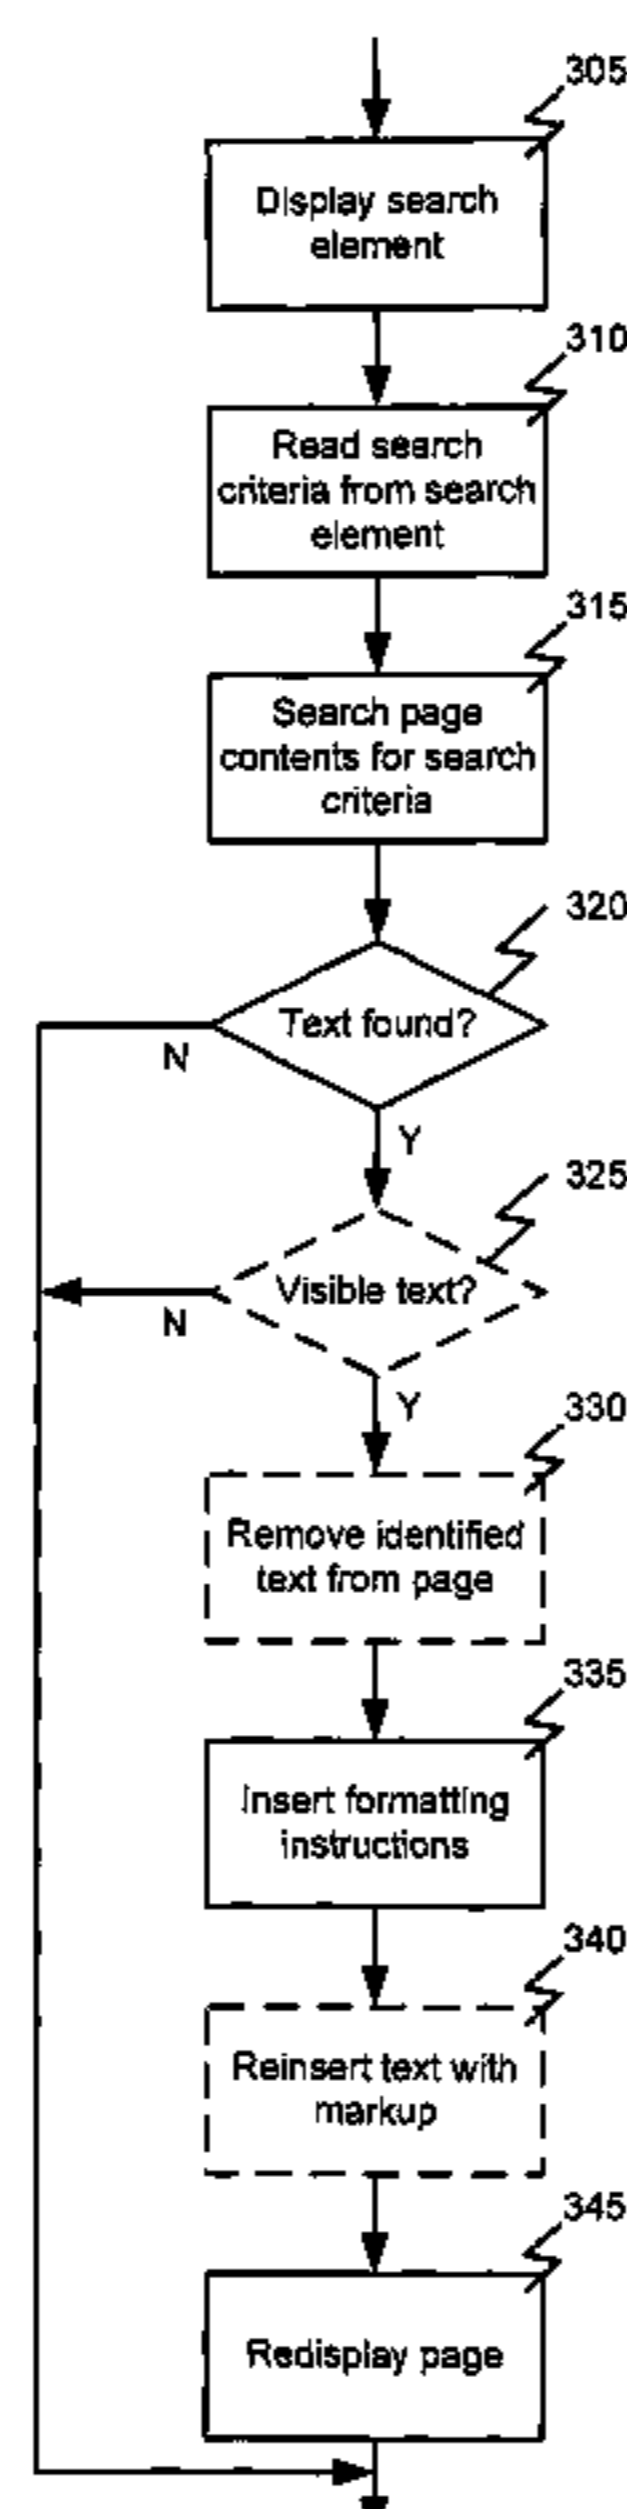 305
Display search
element
310
Read search
criteria from search
element
315
Search page
contents for search
criteria
320
Text found?
N
Y
325
Visible text?
N
Y
330
Remove identified
text from page
335
Insert formatting
instructions
340
Reinsert text with
markup
345
Redisplay page